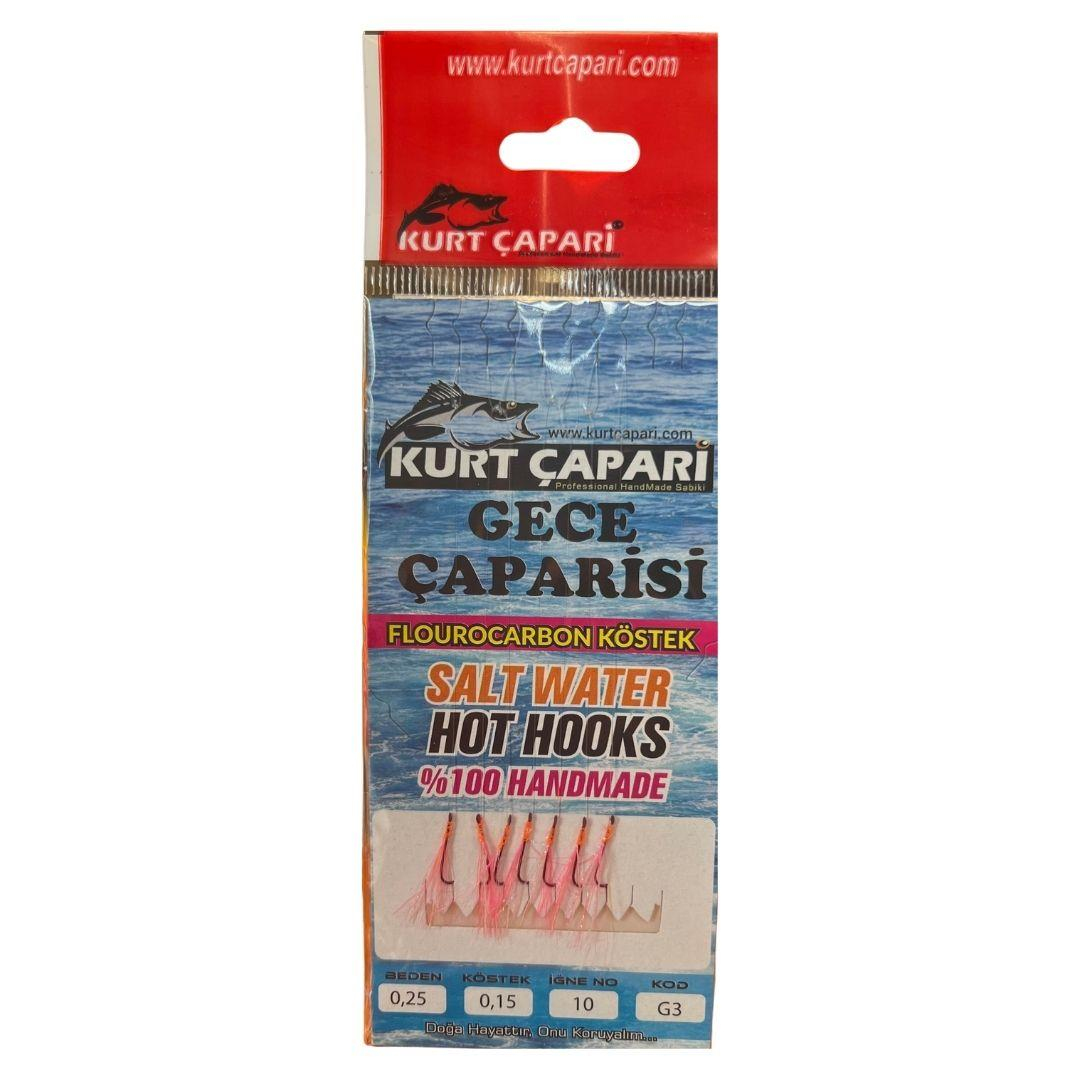 www.kurtcapari.com
KURT ÇAPARİ
www.kurtcapari.com
KURT ÇAPARİ
Professional HandMade Sabiki
GECE
ÇAPARİSİ
FLOUROCARBON KÖSTEK
SALT WATER
HOT HOOKS
%100 HANDMADE
BEDEN KÖSTEK İĞNE NO KOD
0,25 0,15 10 G3
Doğa Hayattır, Onu Koruyalım...